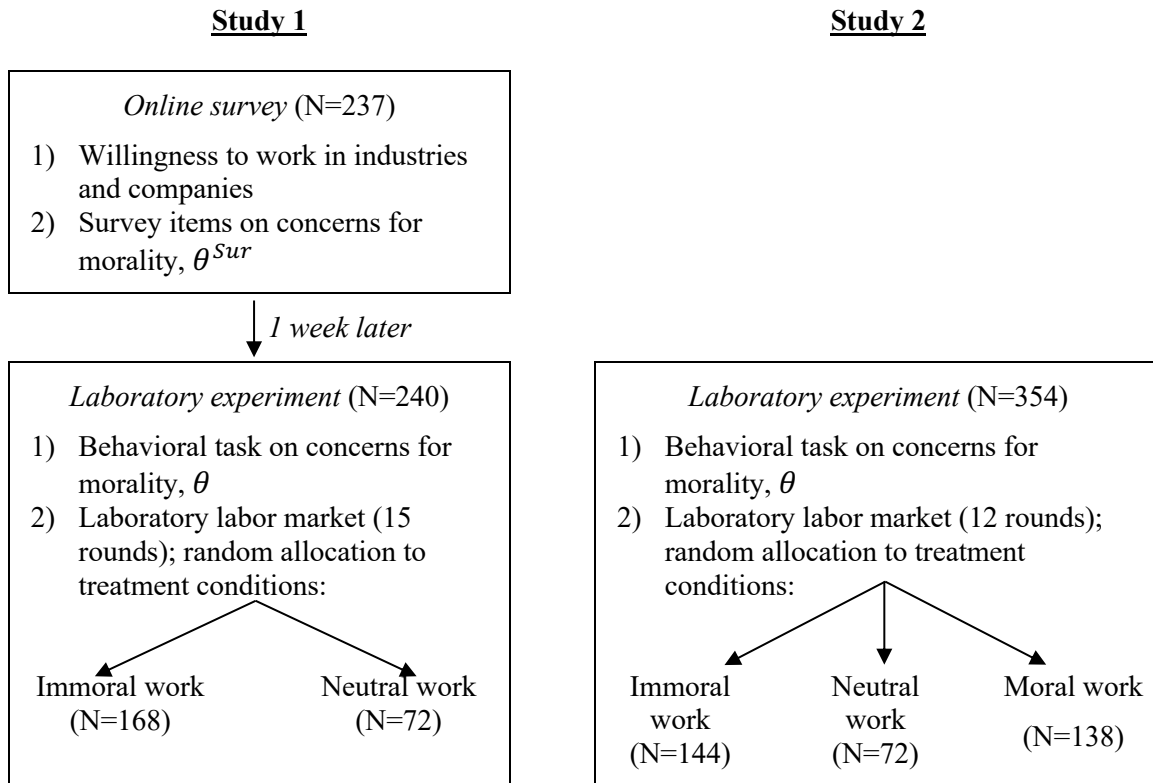 Study 1
Online survey (N=237)
1) Willingness to work in industries
and companies
2) Survey items on concerns for
morality, θ^Sur
1 week later
Laboratory experiment (N=240)
1) Behavioral task on concerns for
morality, θ
2) Laboratory labor market (15
rounds); random allocation to
treatment conditions:
Immoral work
(N=168)
Neutral work
(N=72)
Study 2
Laboratory experiment (N=354)
1) Behavioral task on concerns for
morality, θ
2) Laboratory labor market (12 rounds);
random allocation to treatment
conditions:
Immoral
work
(N=144)
Neutral
work
(N=72)
Moral work
(N=138)